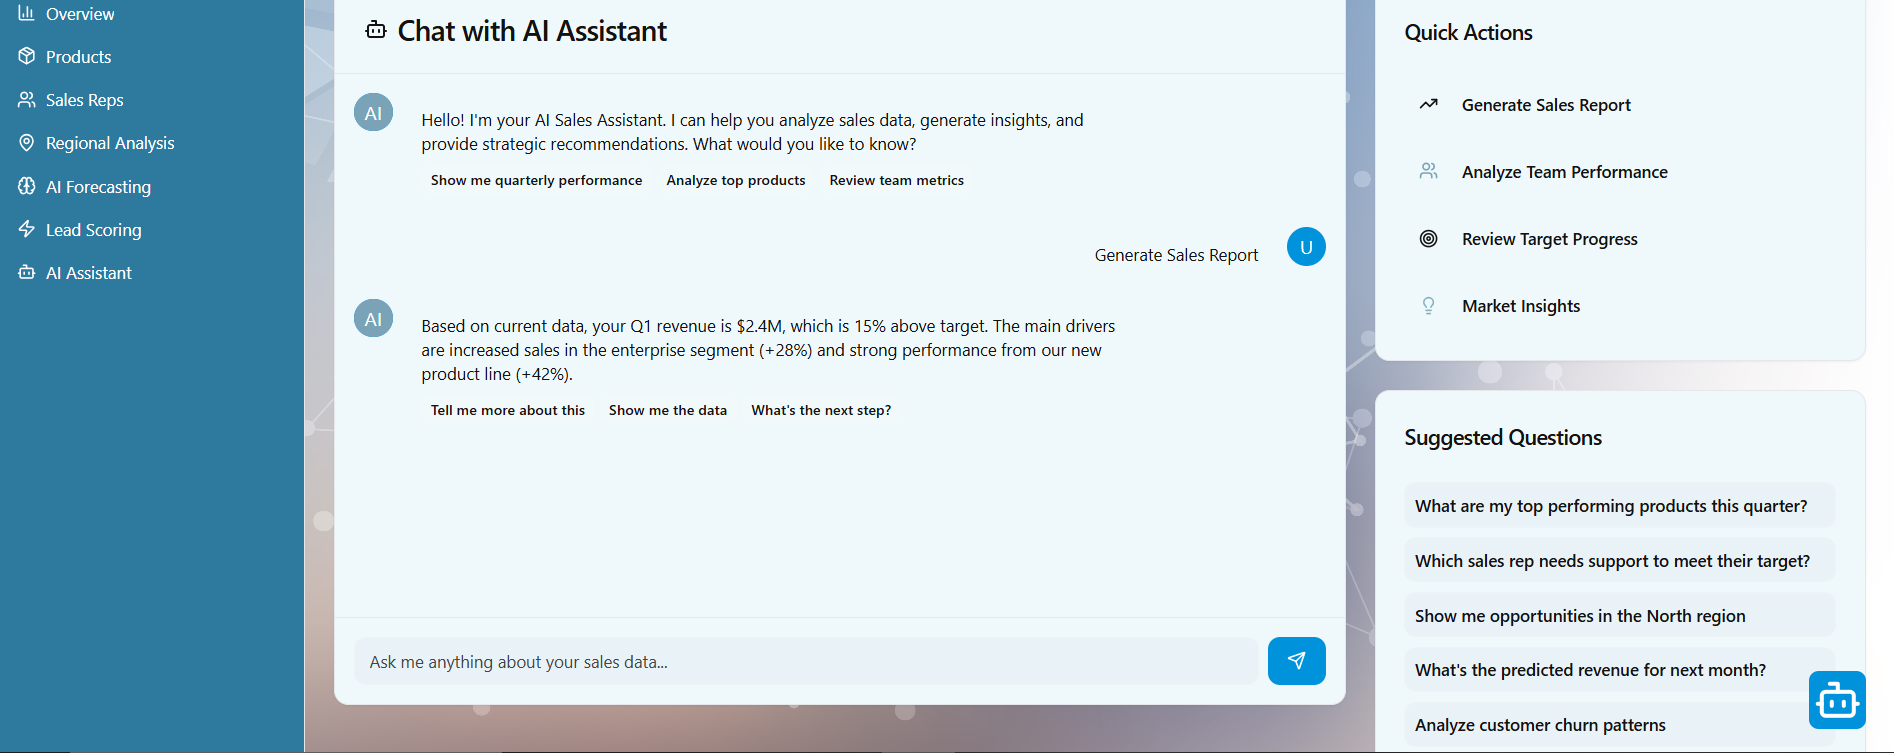 Overview
Products
Sales Reps
Regional Analysis
AI Forecasting
Lead Scoring
AI Assistant
Chat with AI Assistant
AI
Hello! I'm your AI Sales Assistant. I can help you analyze sales data, generate insights, and
provide strategic recommendations. What would you like to know?
Show me quarterly performance Analyze top products Review team metrics
Generate Sales Report
U
AI
Based on current data, your Q1 revenue is $2.4M, which is 15% above target. The main drivers
are increased sales in the enterprise segment (+28%) and strong performance from our new
product line (+42%).
Tell me more about this Show me the data What's the next step?
Ask me anything about your sales data...
Quick Actions
Generate Sales Report
Analyze Team Performance
Review Target Progress
Market Insights
Suggested Questions
What are my top performing products this quarter?
Which sales rep needs support to meet their target?
Show me opportunities in the North region
What's the predicted revenue for next month?
Analyze customer churn patterns